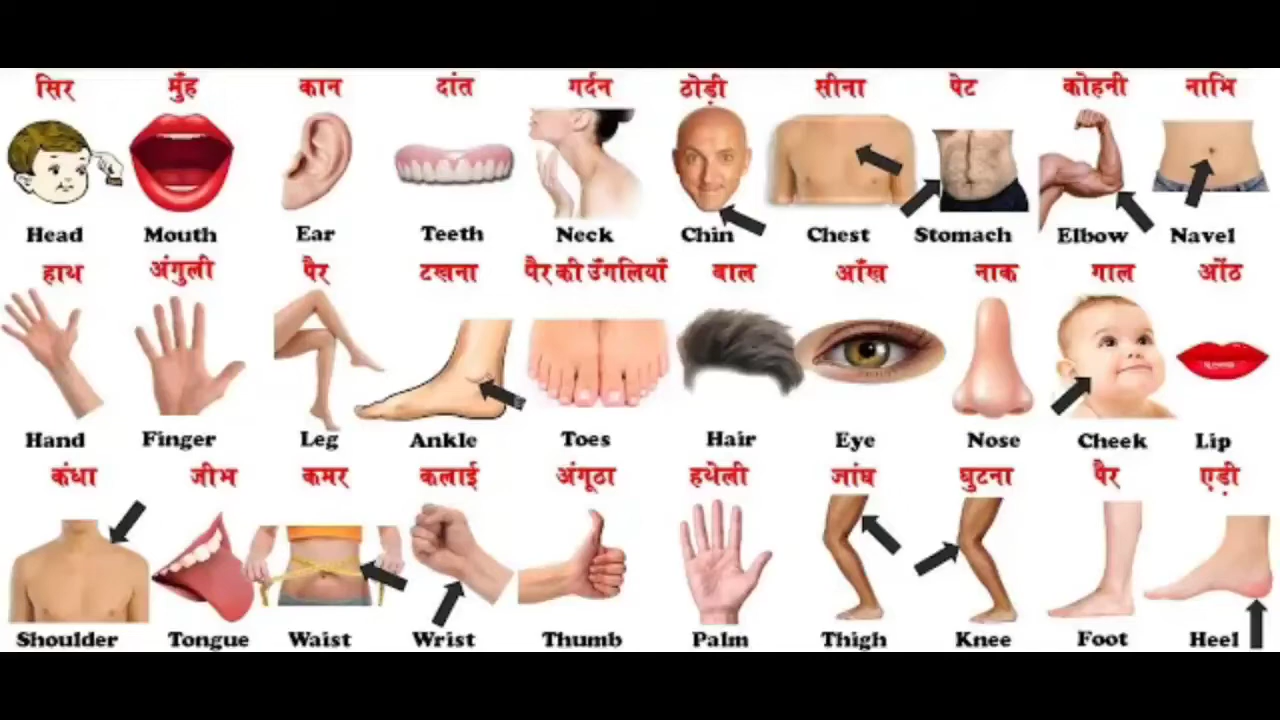 सिर मुँह कान दांत गर्दन ठोड़ी सीना पेट कोहनी नाभि
Head Mouth Ear Teeth Neck Chin Chest Stomach Elbow Navel
हाथ अंगुली पैर टखना पैर की उँगलियाँ बाल आँख नाक गाल ओंठ
Hand Finger Leg Ankle Toes Hair Eye Nose Cheek Lip
कंधा जीभ कमर कलाई अंगूठा हथेली जांघ घुटना पैर एड़ी
Shoulder Tongue Waist Wrist Thumb Palm Thigh Knee Foot Heel